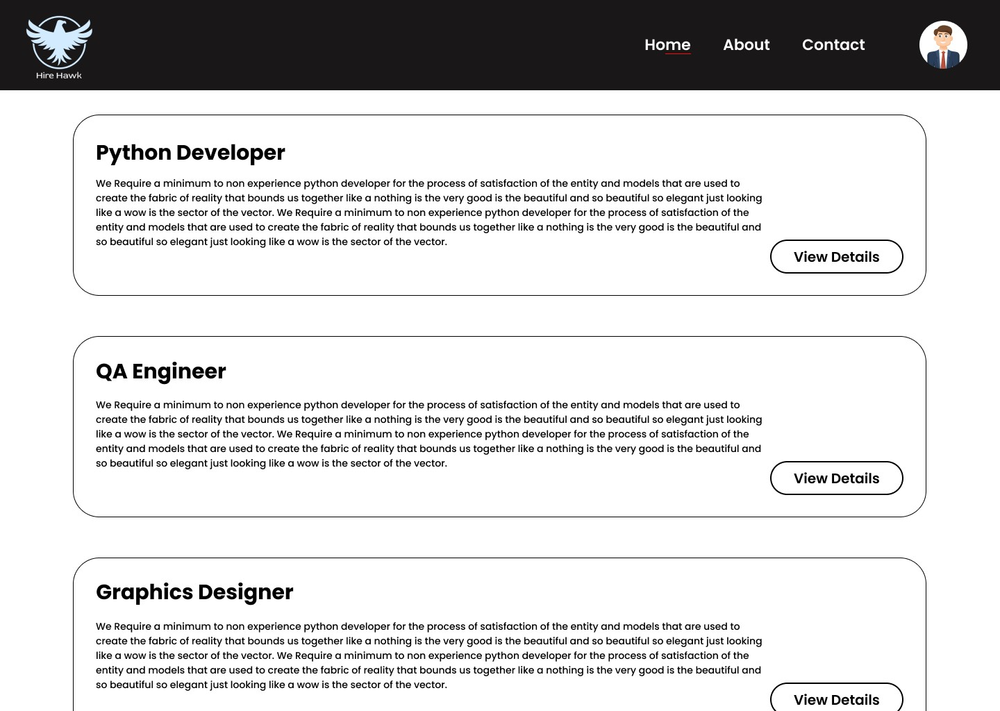 Hire Hawk
Home About Contact
Python Developer
We Require a minimum to non experience python developer for the process of satisfaction of the entity and models that are used to
create the fabric of reality that bounds us together like a nothing is the very good is the beautiful and so beautiful so elegant just looking
like a wow is the sector of the vector. We Require a minimum to non experience python developer for the process of satisfaction of the
entity and models that are used to create the fabric of reality that bounds us together like a nothing is the very good is the beautiful and
so beautiful so elegant just looking like a wow is the sector of the vector.
View Details
QA Engineer
We Require a minimum to non experience python developer for the process of satisfaction of the entity and models that are used to
create the fabric of reality that bounds us together like a nothing is the very good is the beautiful and so beautiful so elegant just looking
like a wow is the sector of the vector. We Require a minimum to non experience python developer for the process of satisfaction of the
entity and models that are used to create the fabric of reality that bounds us together like a nothing is the very good is the beautiful and
so beautiful so elegant just looking like a wow is the sector of the vector.
View Details
Graphics Designer
We Require a minimum to non experience python developer for the process of satisfaction of the entity and models that are used to
create the fabric of reality that bounds us together like a nothing is the very good is the beautiful and so beautiful so elegant just looking
like a wow is the sector of the vector. We Require a minimum to non experience python developer for the process of satisfaction of the
entity and models that are used to create the fabric of reality that bounds us together like a nothing is the very good is the beautiful and
so beautiful so elegant just looking like a wow is the sector of the vector.
View Details